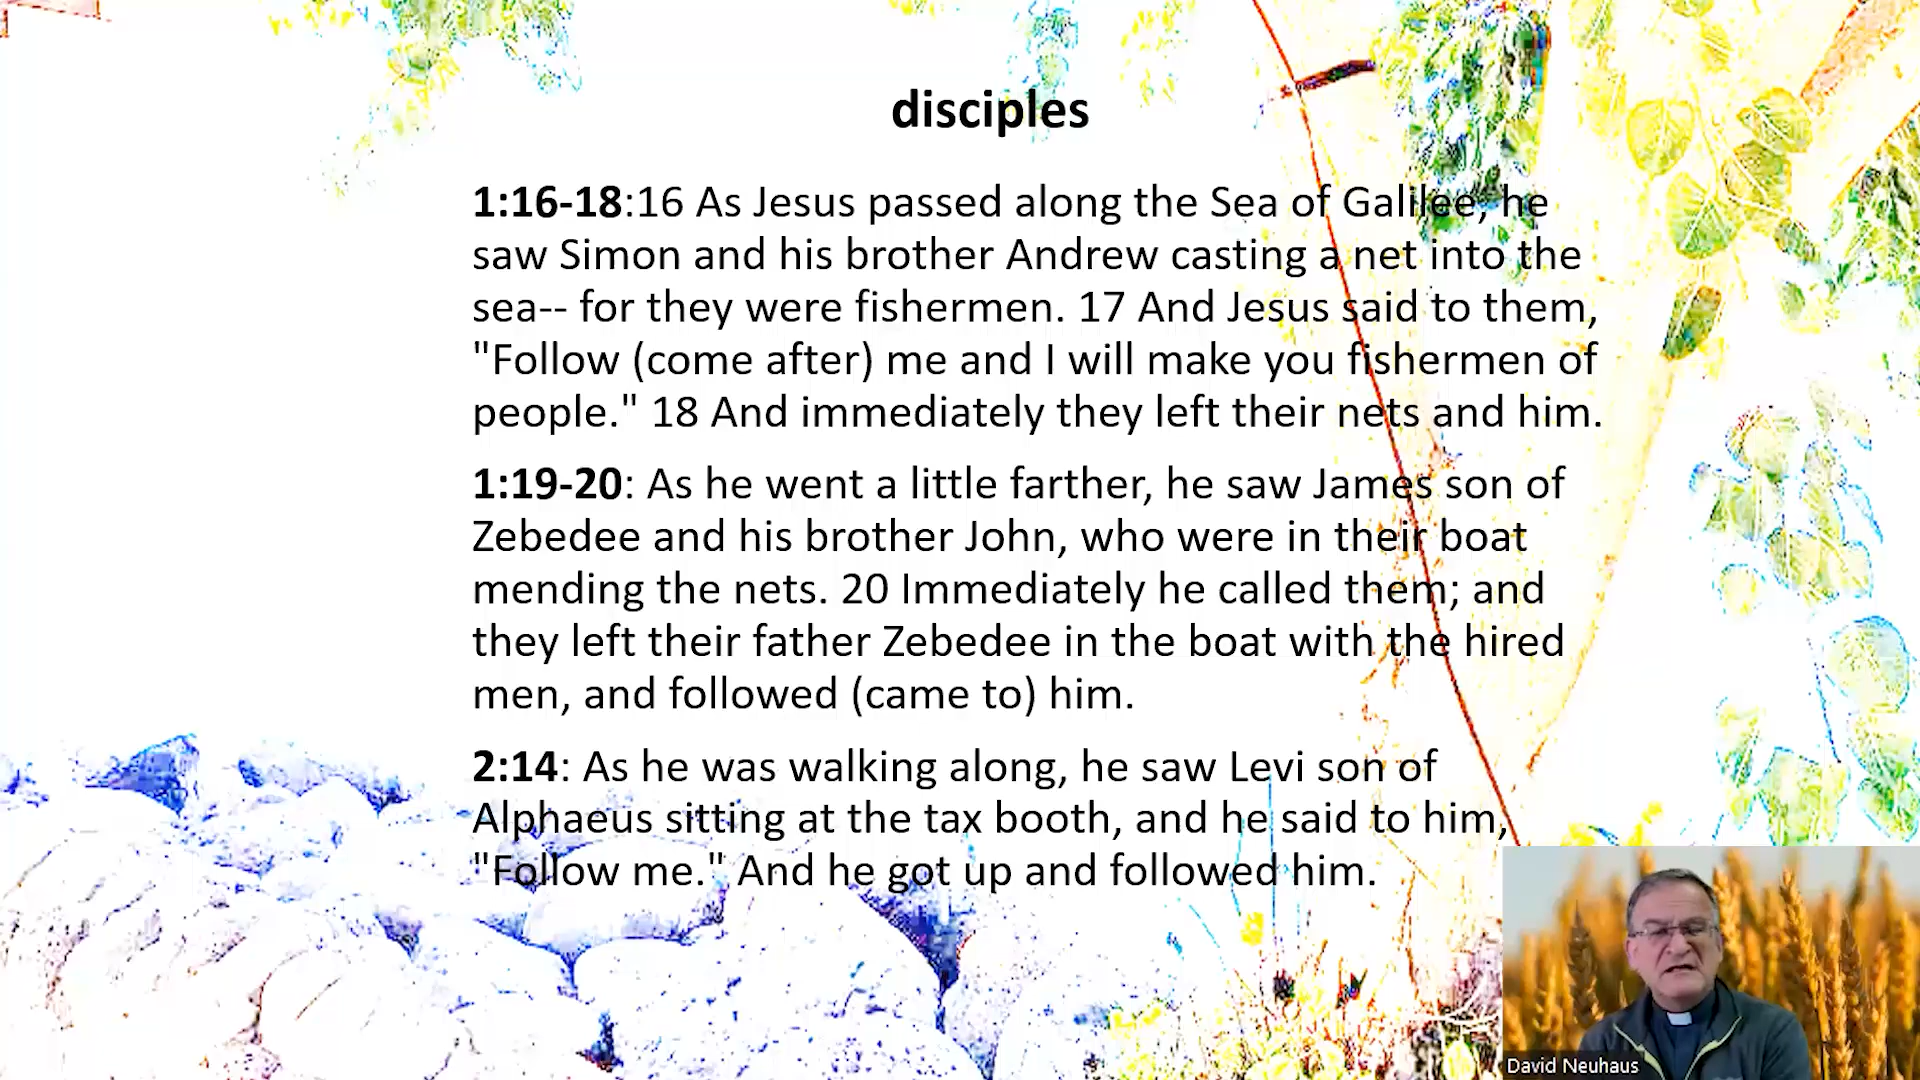 disciples
1:16-18:16 As Jesus passed along the Sea of Galilee, he
saw Simon and his brother Andrew casting a net into the
sea-- for they were fishermen. 17 And Jesus said to them,
"Follow (come after) me and I will make you fishermen of
people." 18 And immediately they left their nets and him.
1:19-20: As he went a little farther, he saw James son of
Zebedee and his brother John, who were in their boat
mending the nets. 20 Immediately he called them; and
they left their father Zebedee in the boat with the hired
men, and followed (came to) him.
2:14: As he was walking along, he saw Levi son of
Alphaeus sitting at the tax booth, and he said to him,
"Follow me." And he got up and followed him.
David Neuhaus